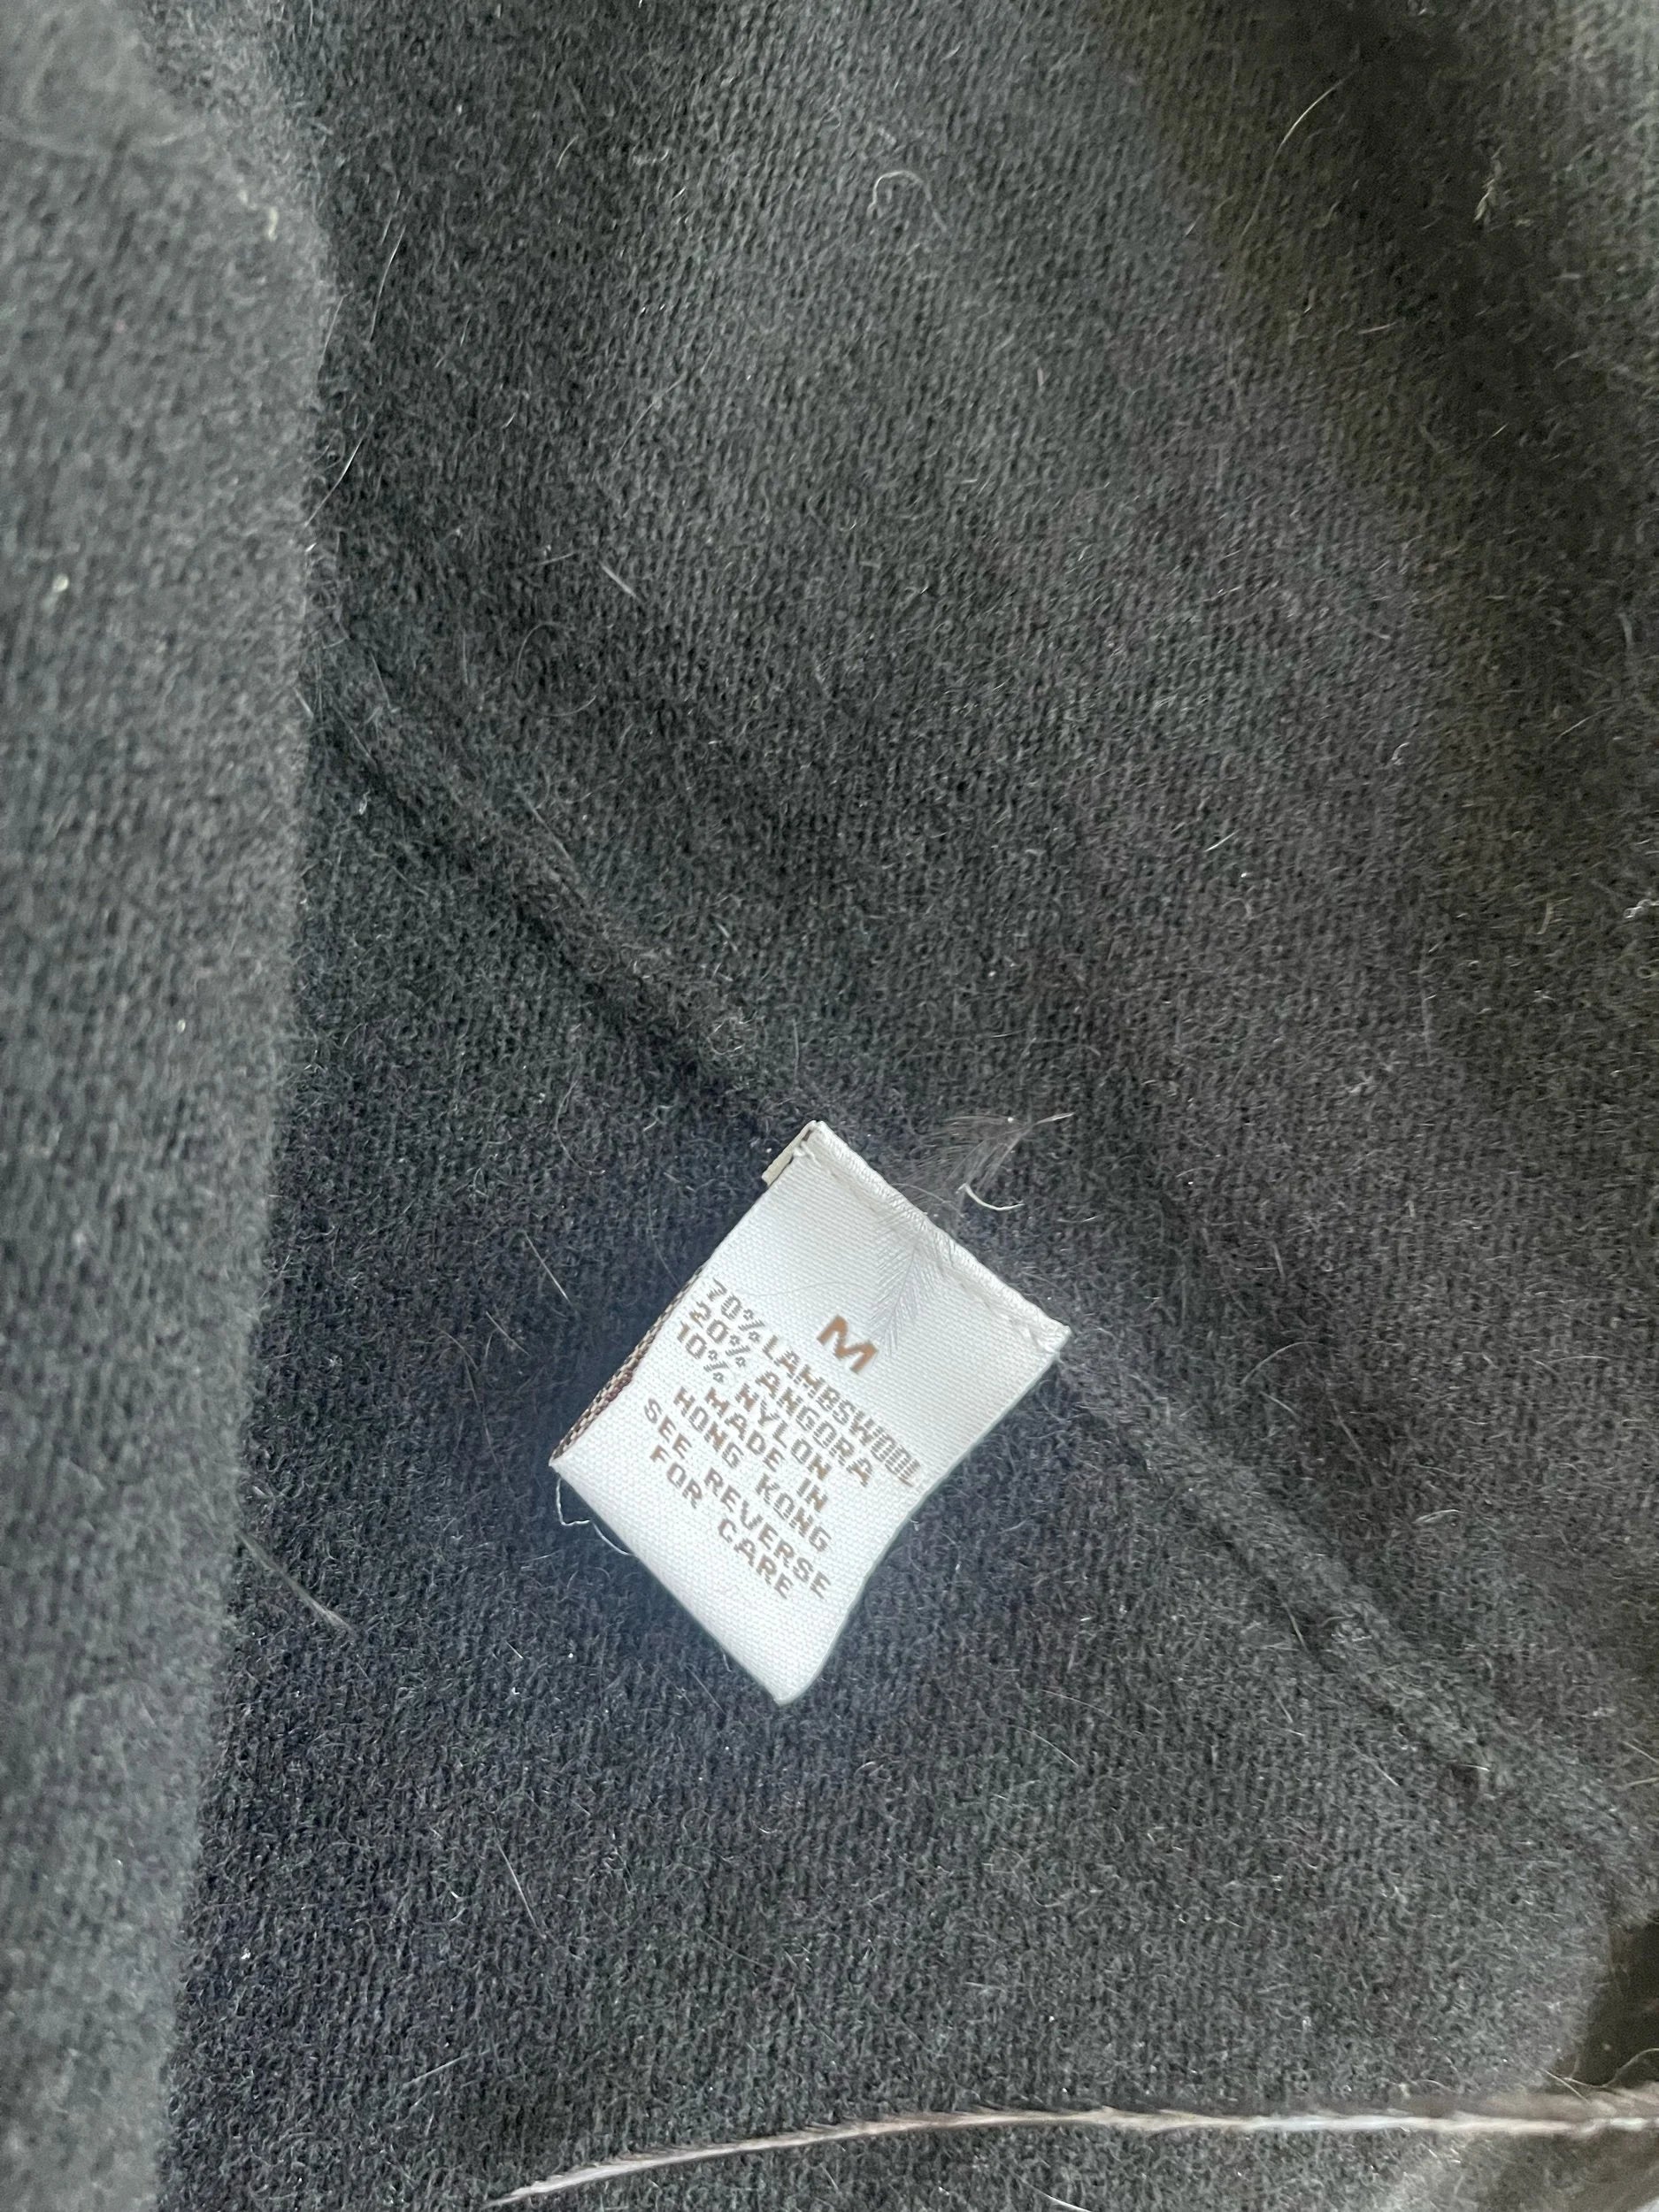 M
70% LAMBSWOOL
20% ANGORA
10% NYLON
MADE IN
HONG KONG
SEE REVERSE
FOR CARE